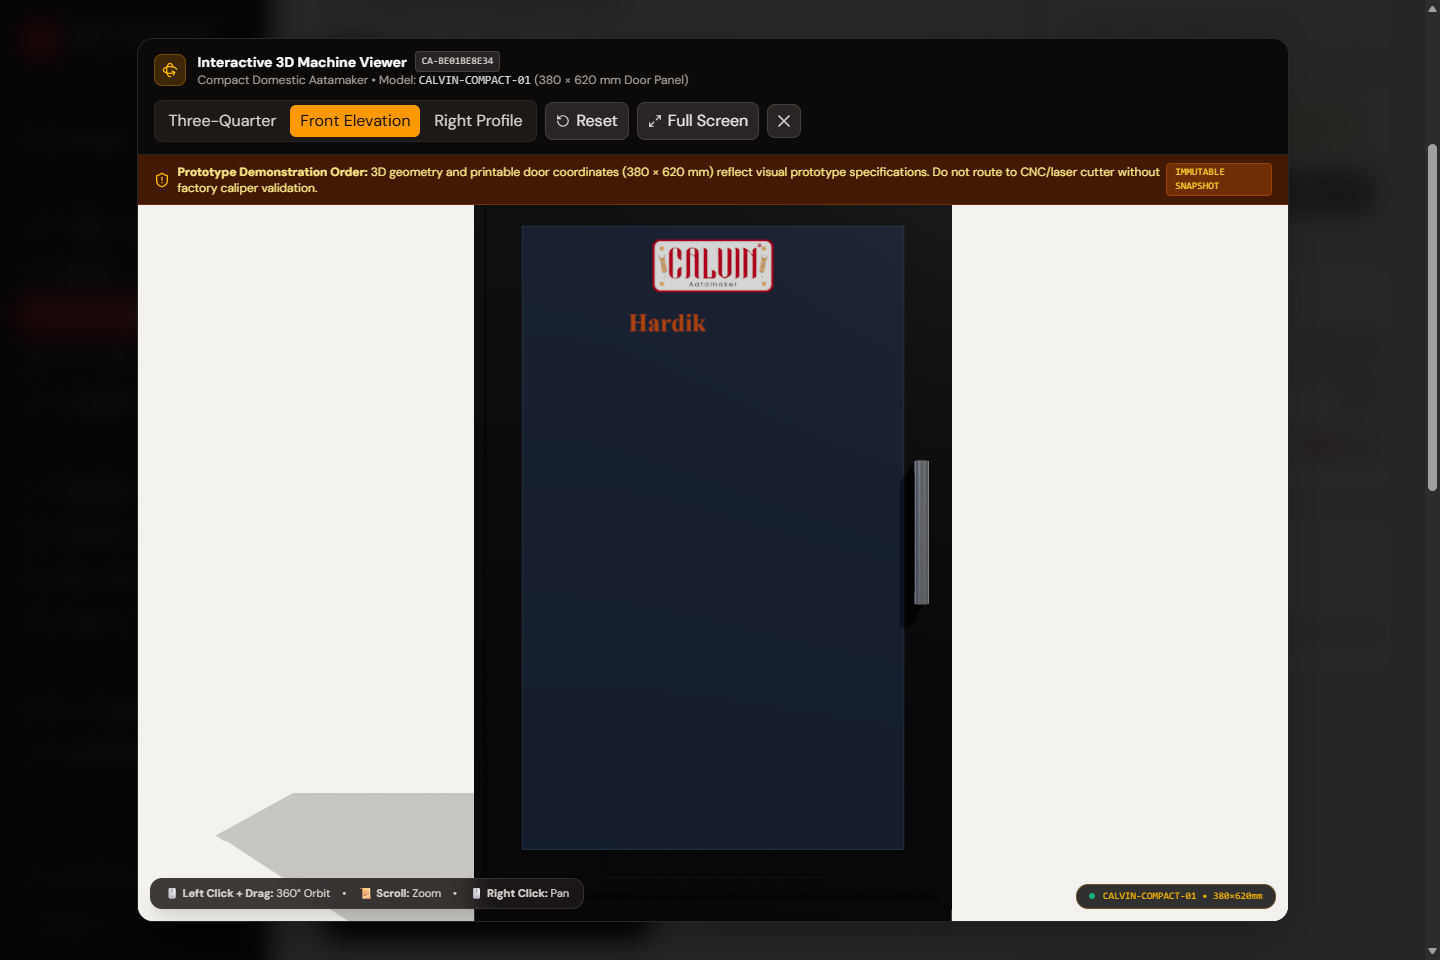 Interactive 3D Machine Viewer CA-BE01BE8E34
Compact Domestic Aatamaker • Model: CALVIN-COMPACT-01 (380 × 620 mm Door Panel)
Three-Quarter Front Elevation Right Profile Reset Full Screen
Prototype Demonstration Order: 3D geometry and printable door coordinates (380 × 620 mm) reflect visual prototype specifications. Do not route to CNC/laser cutter without
factory caliper validation.
IMMUTABLE
SNAPSHOT
CALVIN
Aatamaker
Hardik
Left Click + Drag: 360° Orbit • Scroll: Zoom • Right Click: Pan
CALVIN-COMPACT-01 • 380×620mm